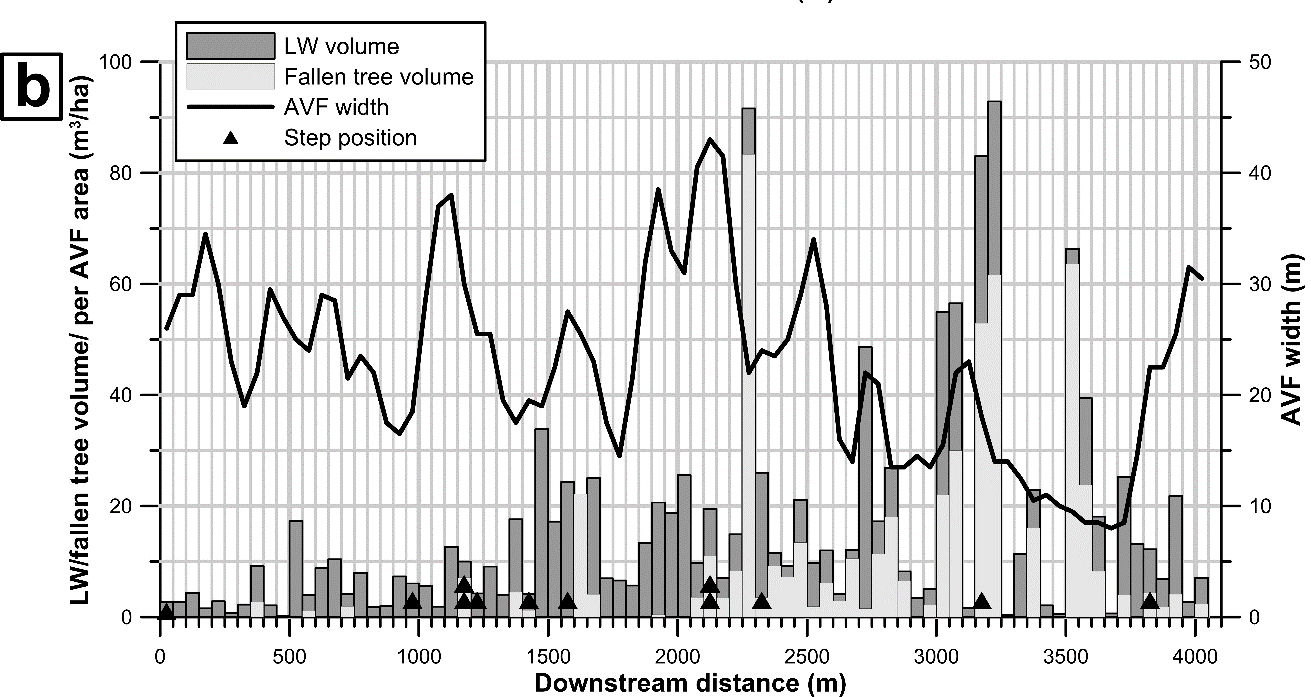 b
LW volume
Fallen tree volume
AVF width
Step position
LW/fallen tree volume/ per AVF area (m³/ha)
100
80
60
40
20
0
50
40
30
20
10
0
AVF width (m)
0 500 1000 1500 2000 2500 3000 3500 4000
Downstream distance (m)